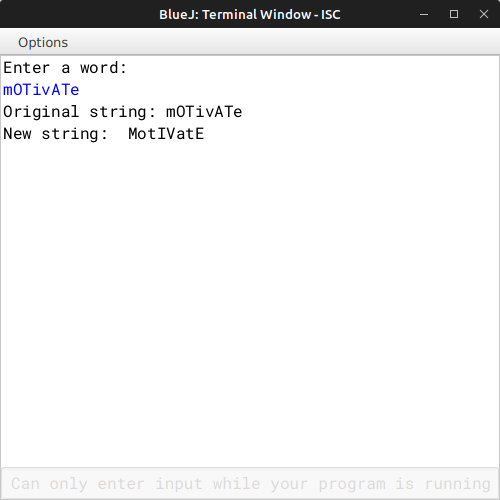 BlueJ: Terminal Window - ISC
Options
Enter a word:
mOTivATe
Original string: mOTivATe
New string:  MotIVatE
Can only enter input while your program is running